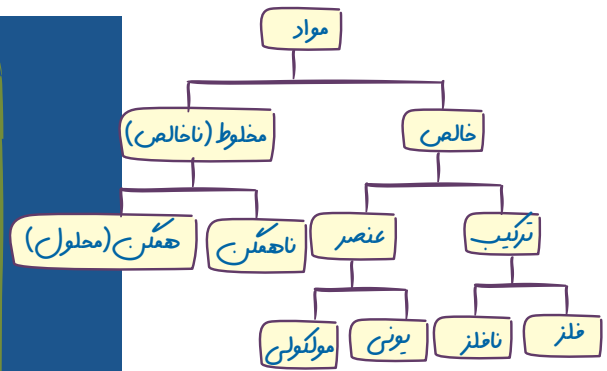 مواد
خالص
مخلوط (ناخالص)
ترکیب
عنصر
ناهمگن
همگن (محلول)
فلز
نافلز
یونی
مولکولی